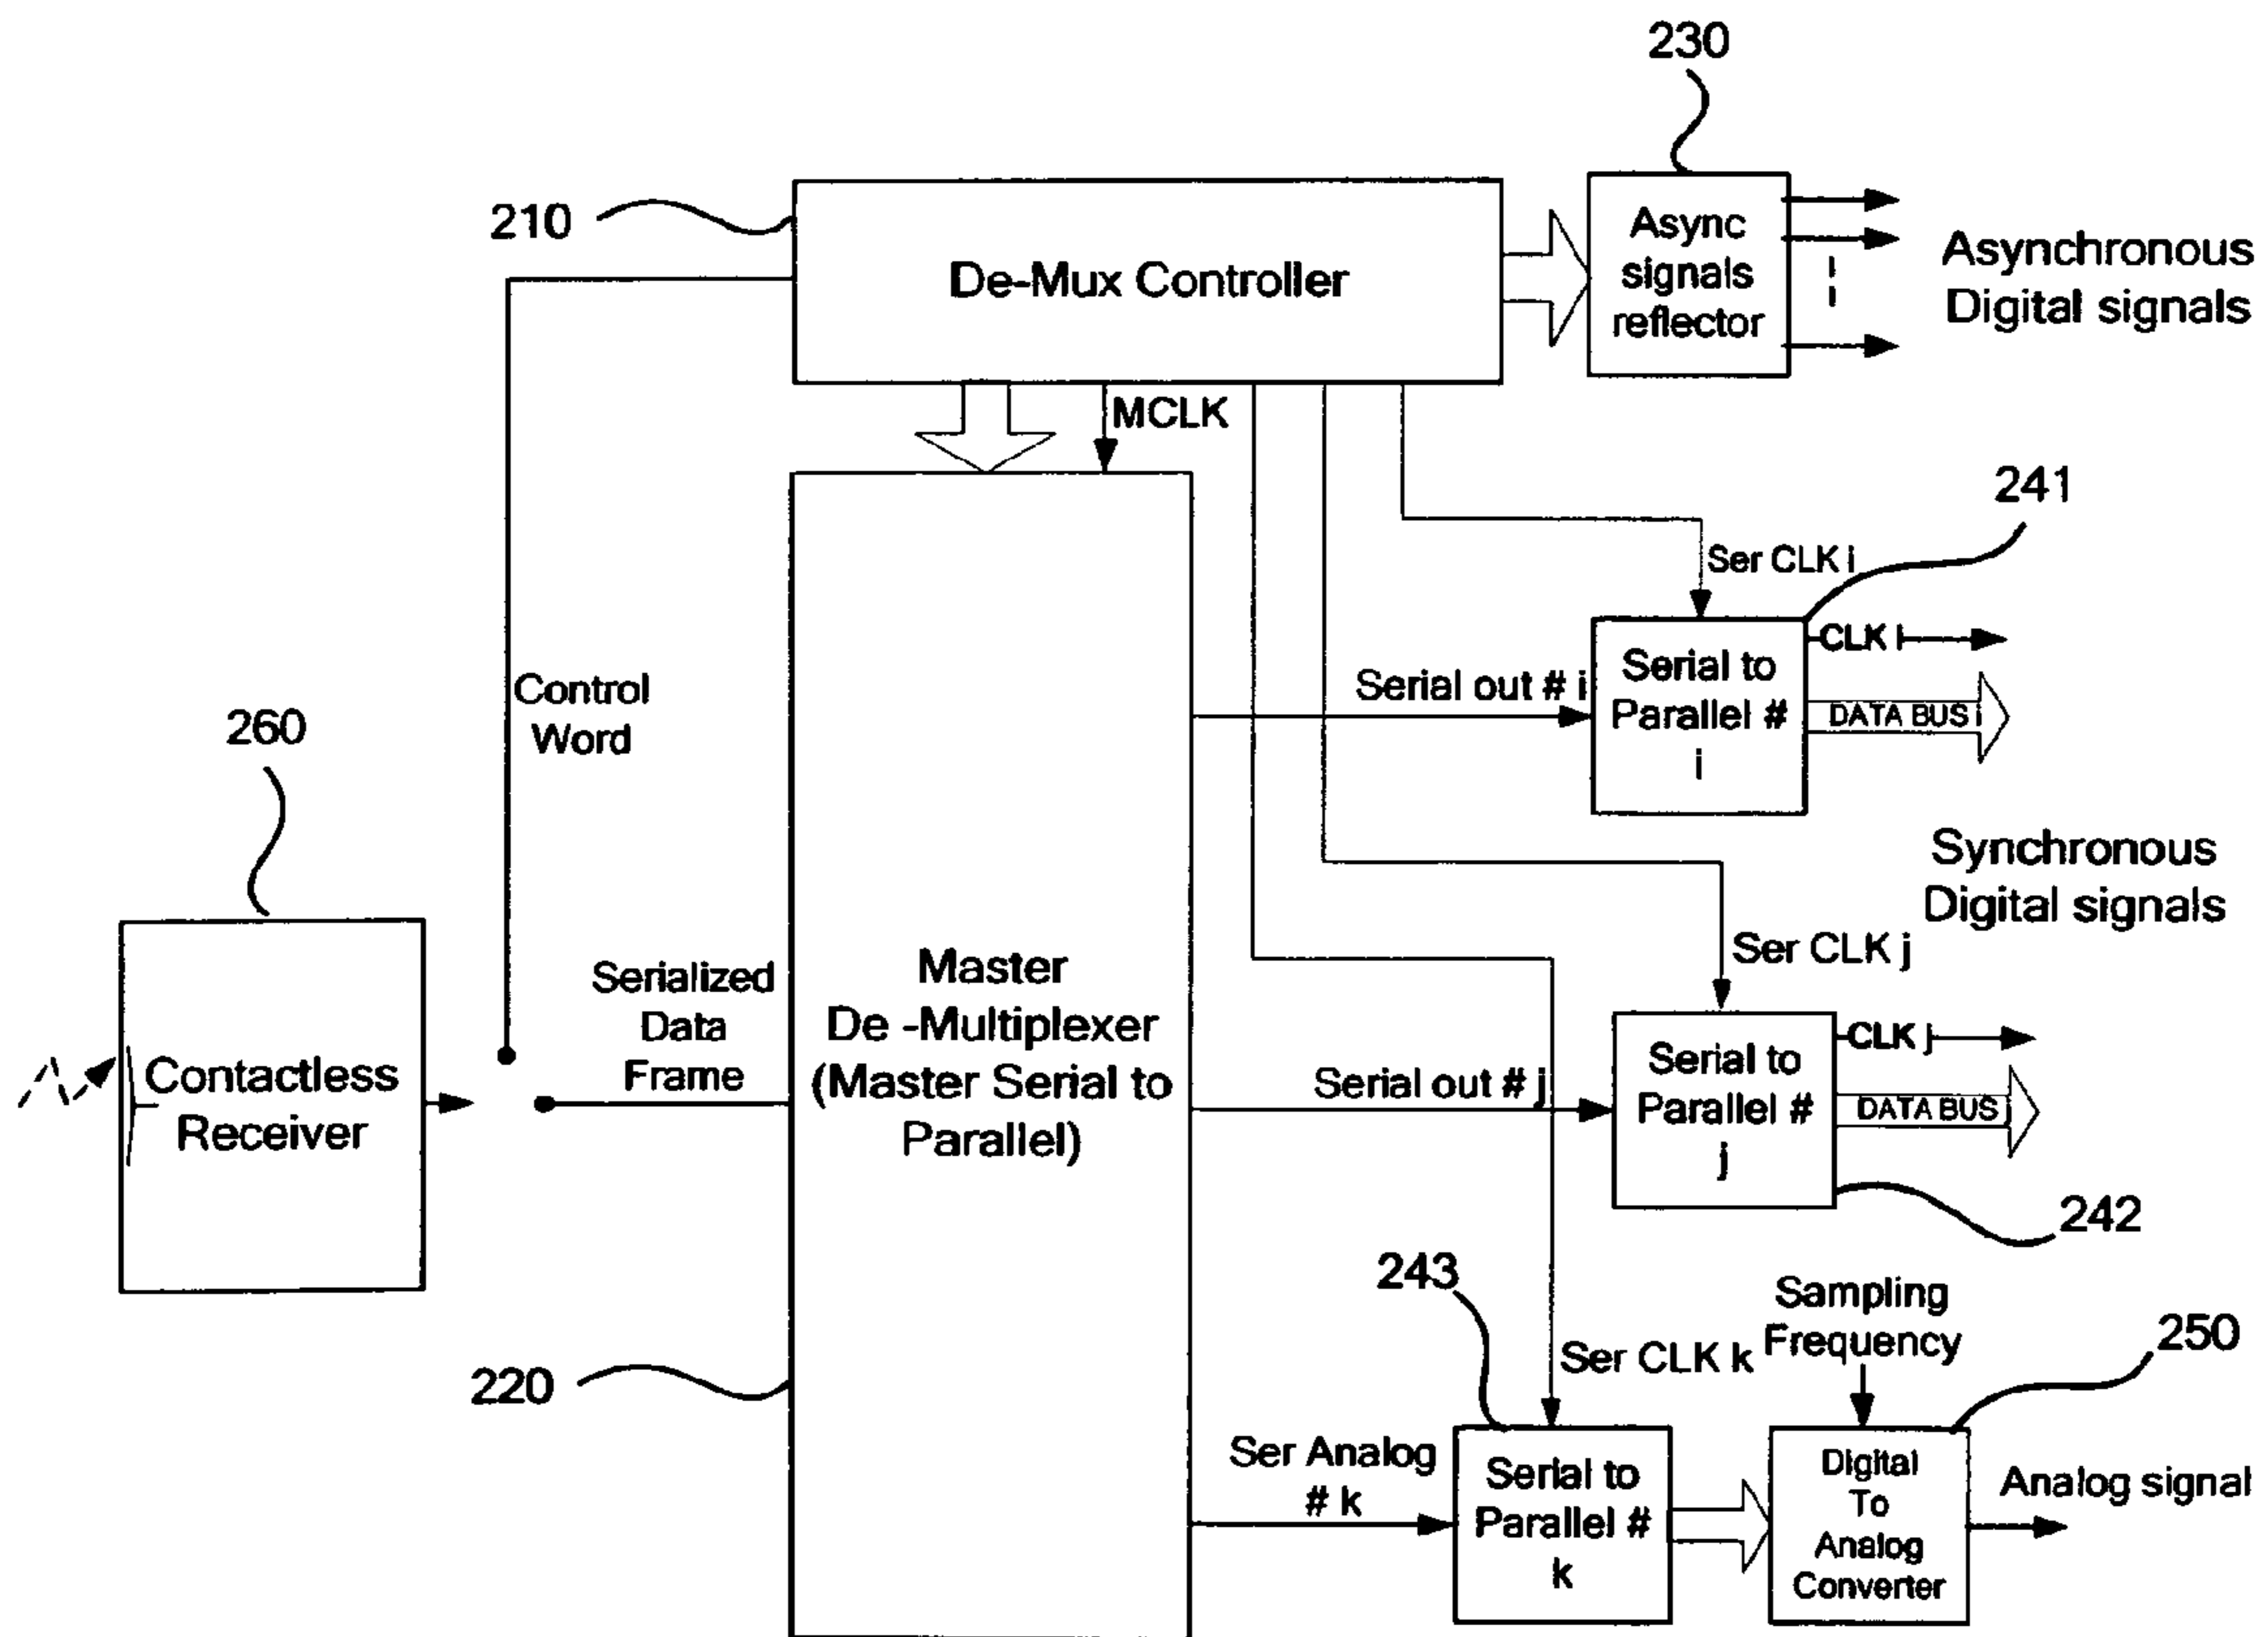 230
210
De-Mux Controller
Async
signals
reflector
Asynchronous
Digital signals
MCLK
241
Ser CLK i
CLK i
Serial out # i
Serial to
Parallel #
i
DATA BUS i
Control
Word
260
Synchronous
Digital signals
Ser CLK j
Contactless
Receiver
Serialized
Data
Frame
Master
De -Multiplexer
(Master Serial to
Parallel)
Serial out # j
Serial to
Parallel #
j
CLK j
DATA BUS j
242
243
Sampling
Frequency
250
Ser CLK k
220
Ser Analog
# k
Serial to
Parallel #
k
Digital
To
Analog
Converter
Analog signal